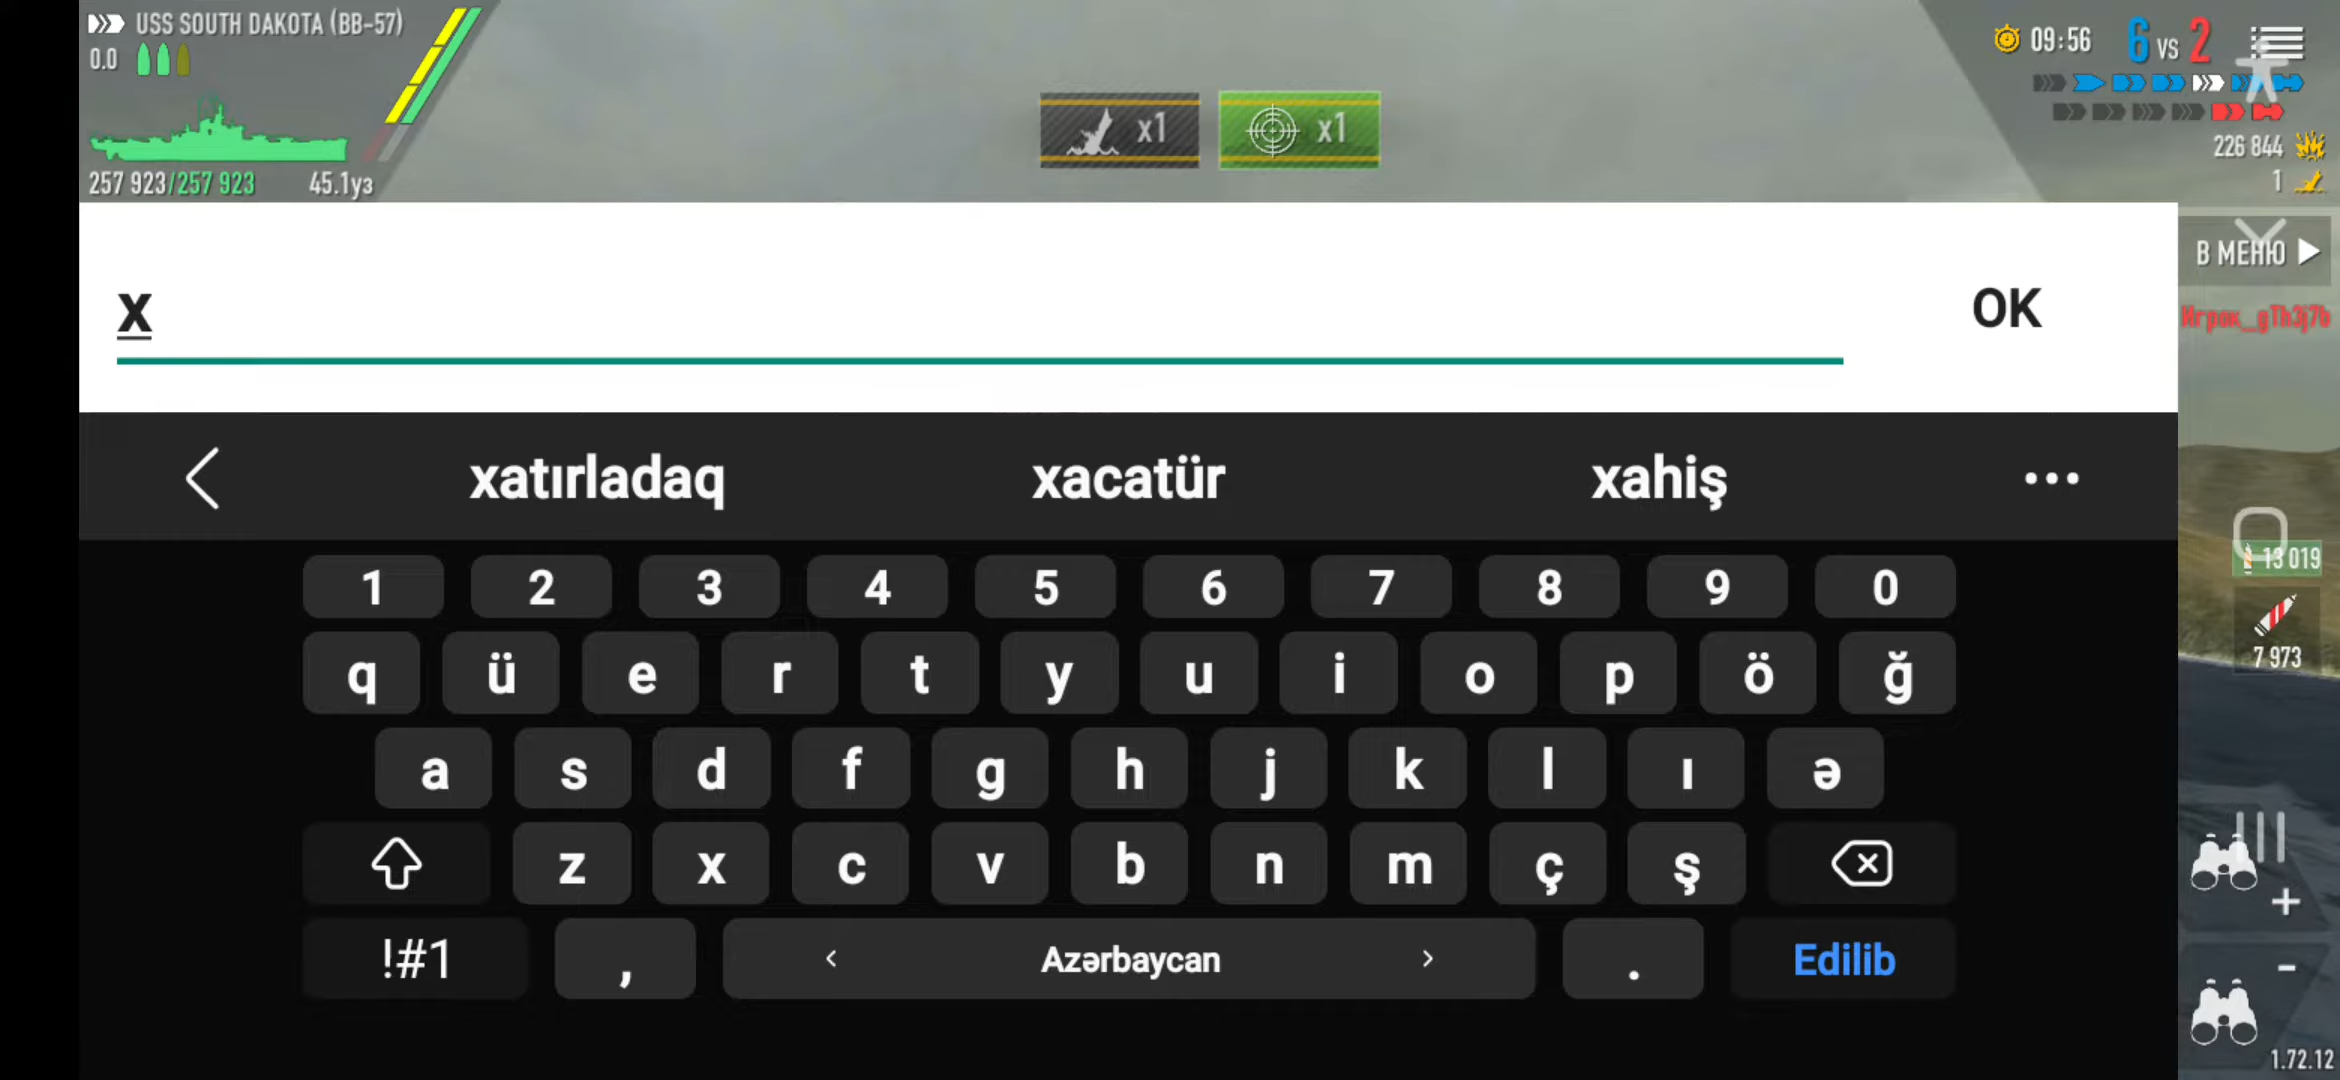 USS SOUTH DAKOTA (BB-57)
0.0
257 923/257 923 45.1уз
x1 x1
09:56 6 VS 2
226 844
1
x
OK
В МЕНЮ
Игрок_gTh3j7b
xatırladaq xacatür xahiş
13 019
7 973
1 2 3 4 5 6 7 8 9 0
q ü e r t y u i o p ö ğ
a s d f g h j k l ı ə
z x c v b n m ç ş
!#1 , < Azərbaycan > . Edilib
+
-
1.72.12